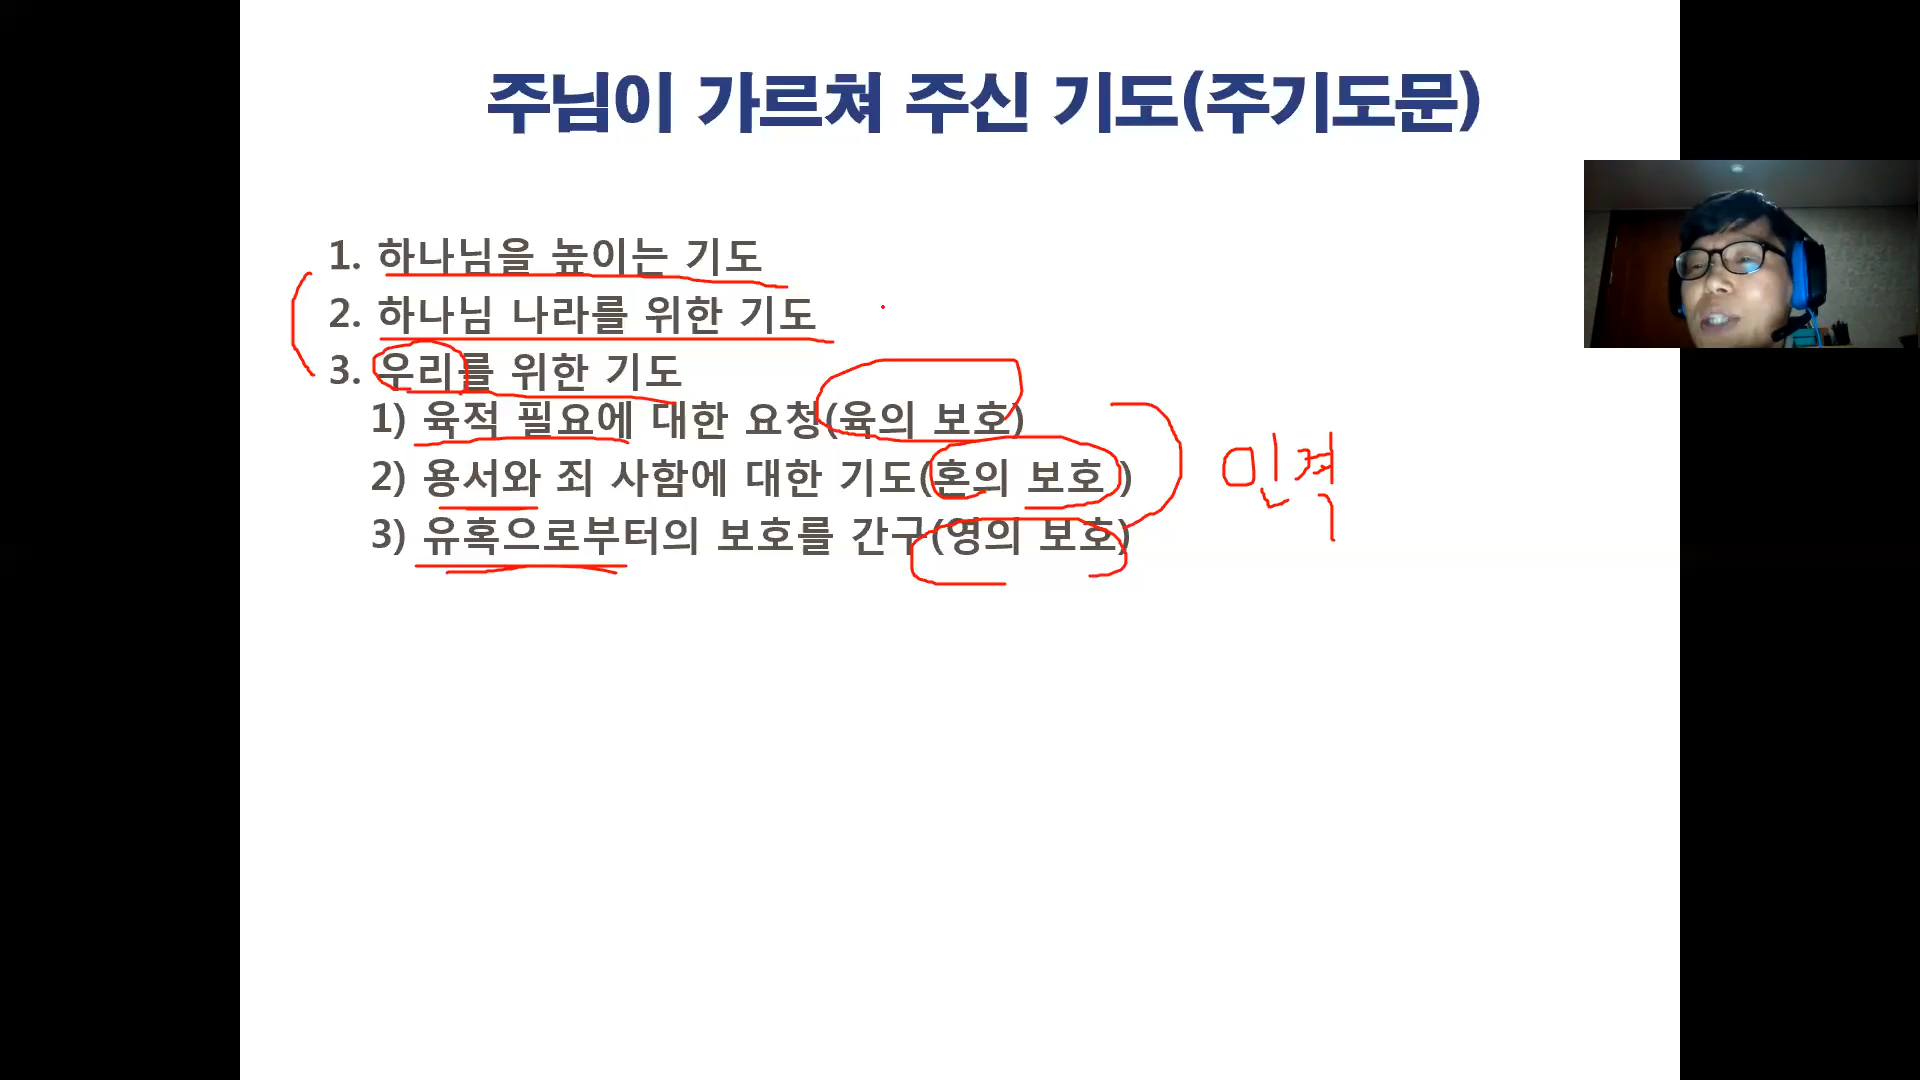 주님이 가르쳐 주신 기도(주기도문)
1. 하나님을 높이는 기도
2. 하나님 나라를 위한 기도
3. 우리를 위한 기도
1) 육적 필요에 대한 요청(육의 보호)
2) 용서와 죄 사함에 대한 기도(혼의 보호 )
3) 유혹으로부터의 보호를 간구(영의 보호)
인격